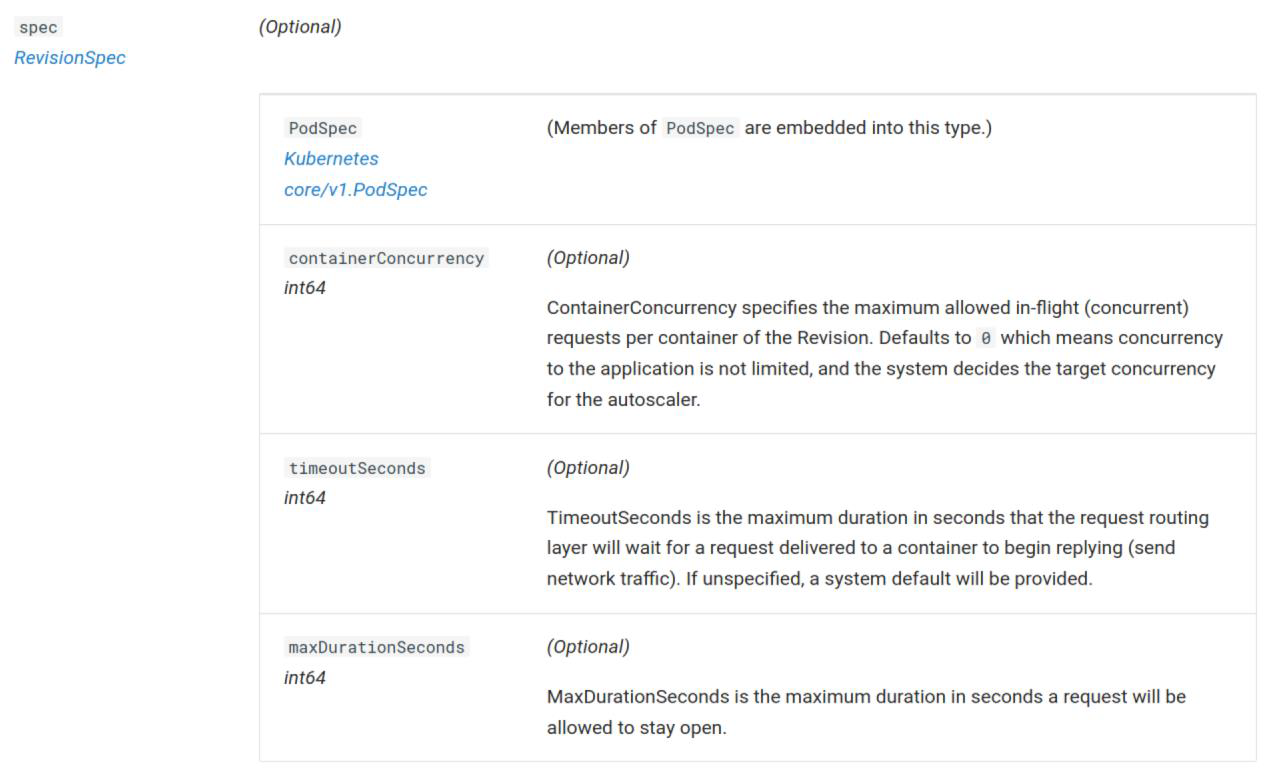 spec (Optional)
RevisionSpec
PodSpec (Members of PodSpec are embedded into this type.)
Kubernetes
core/v1.PodSpec
containerConcurrency (Optional)
int64
ContainerConcurrency specifies the maximum allowed in-flight (concurrent)
requests per container of the Revision. Defaults to 0 which means concurrency
to the application is not limited, and the system decides the target concurrency
for the autoscaler.
timeoutSeconds (Optional)
int64
TimeoutSeconds is the maximum duration in seconds that the request routing
layer will wait for a request delivered to a container to begin replying (send
network traffic). If unspecified, a system default will be provided.
maxDurationSeconds (Optional)
int64
MaxDurationSeconds is the maximum duration in seconds a request will be
allowed to stay open.